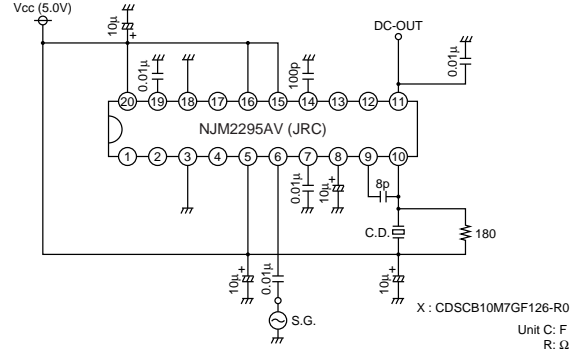 Vcc (5.0V)
10μ
+
DC-OUT
0.01μ
100p
0.01μ
20 19 18 17 16 15 14 13 12 11
NJM2295AV (JRC)
1 2 3 4 5 6 7 8 9 10
0.01μ
10μ
+
8p
C.D.
180
10μ
+
0.01μ
10μ
+
S.G.
X : CDSCB10M7GF126-R0
Unit C: F
R: Ω